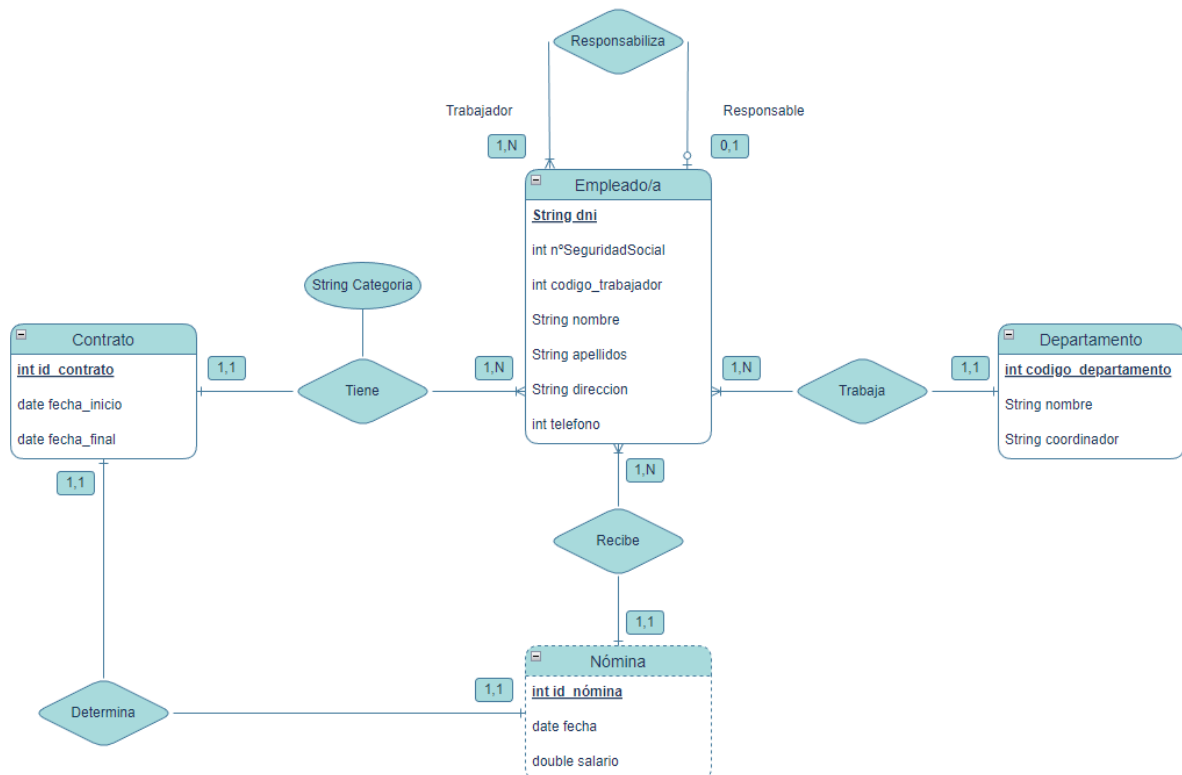 Responsabiliza
Trabajador
Responsable
1,N
0,1
Empleado/a
String dni
int nºSeguridadSocial
int codigo_trabajador
String nombre
String apellidos
String direccion
int telefono
String Categoria
Contrato
int id_contrato
date fecha_inicio
date fecha_final
1,1
Tiene
1,N
1,N
Trabaja
1,1
Departamento
int codigo_departamento
String nombre
String coordinador
1,1
1,N
Recibe
1,1
Nómina
int id_nómina
date fecha
double salario
Determina
1,1